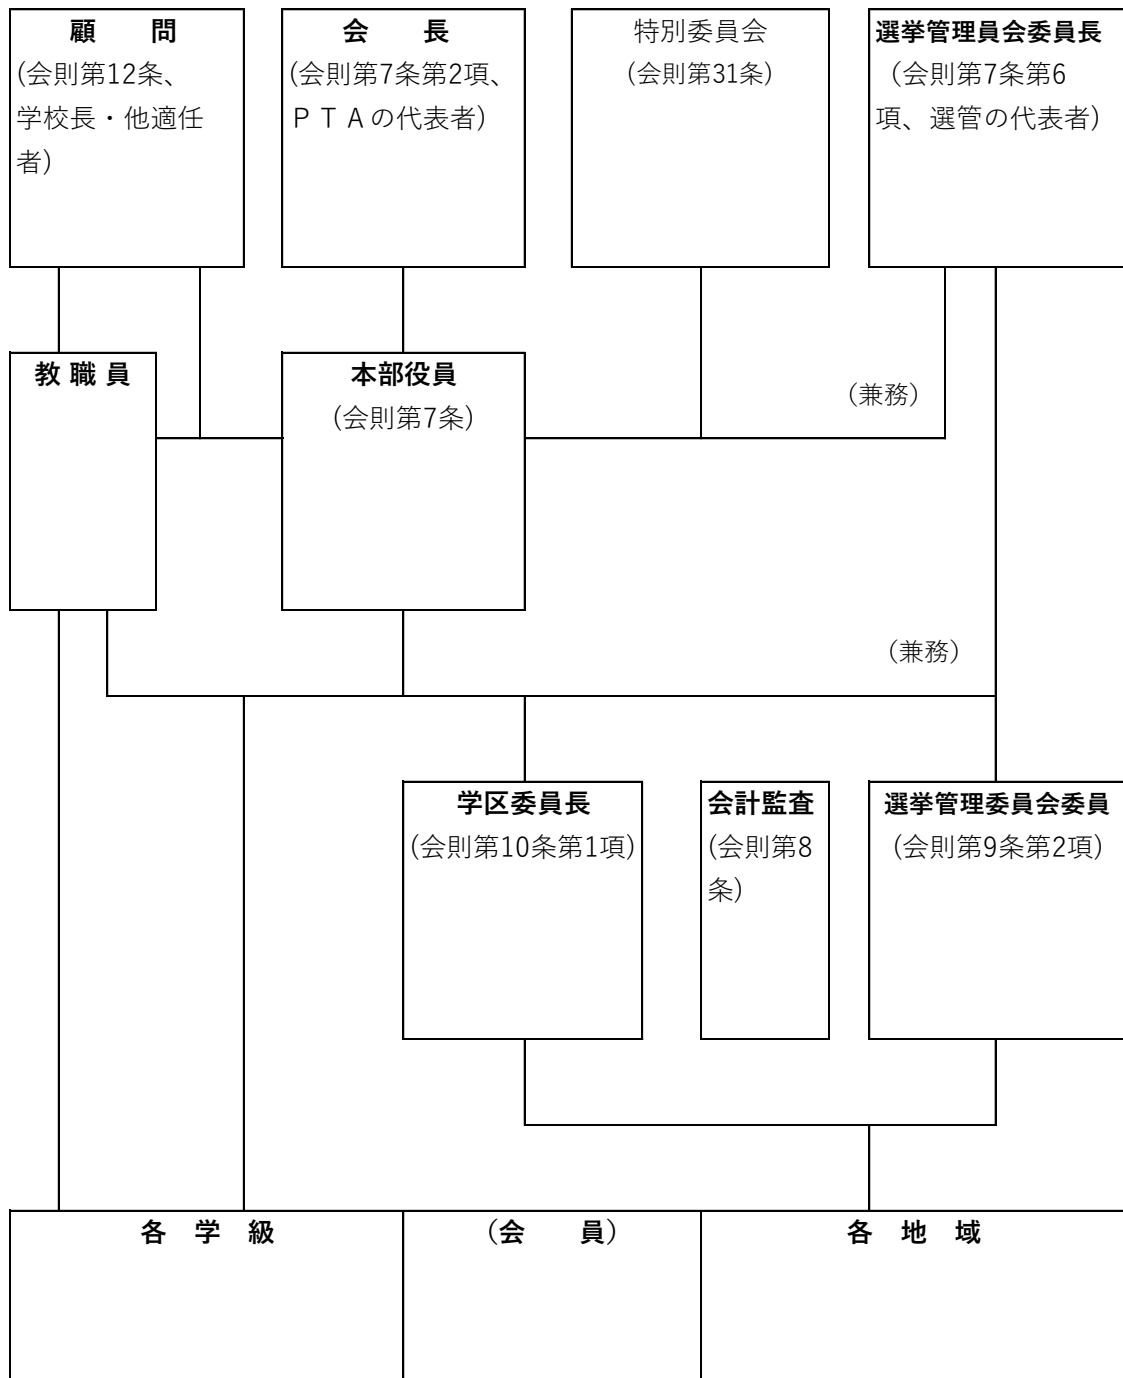 顧　　問
(会則第12条、
学校長・他適任
者)
会　　長
(会則第7条第2項、
ＰＴＡの代表者)
特別委員会
(会則第31条)
選挙管理員会委員長
（会則第7条第6
項、選管の代表者)
教 職 員
本部役員
(会則第7条)
（兼務）
（兼務）
学区委員長
(会則第10条第1項)
会計監査
(会則第8
条)
選挙管理委員会委員
(会則第9条第2項)
各　学　級
（会　　員）
各　地　域